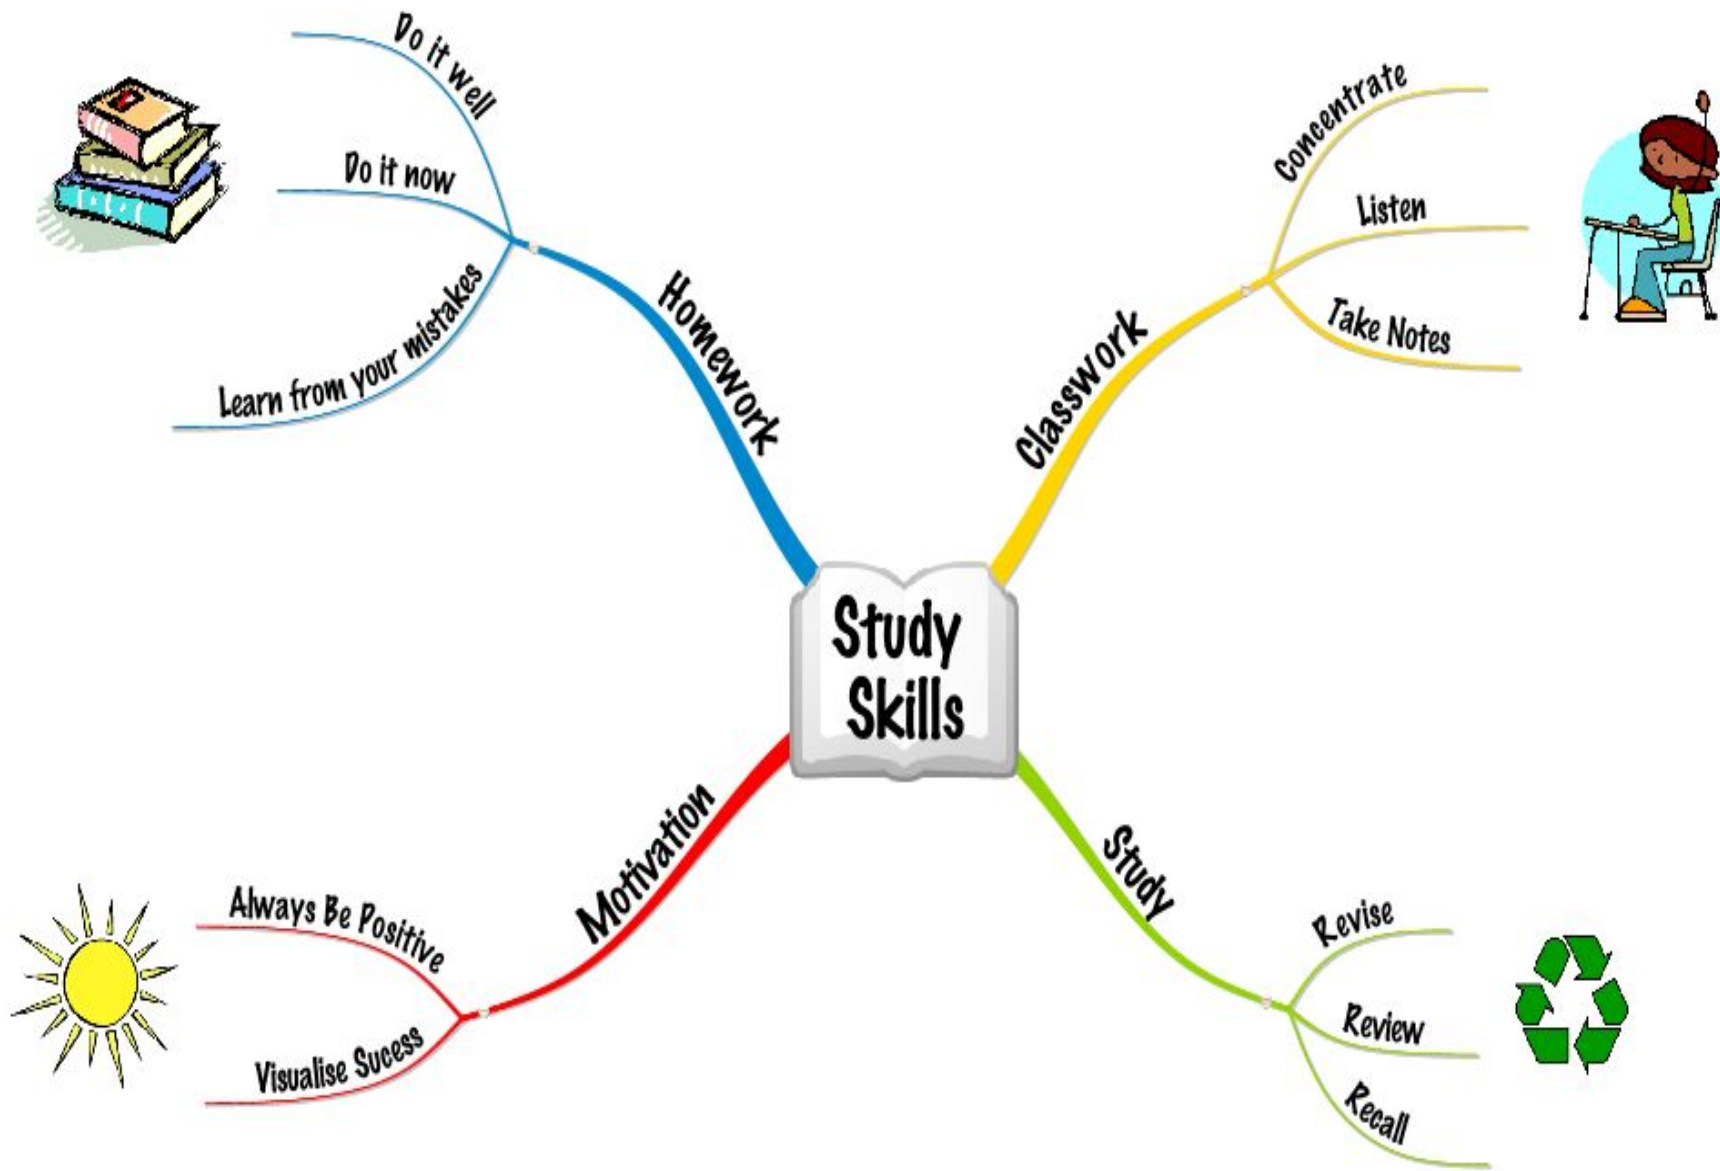 Study
Skills
Homework
Do it well
Do it now
Learn from your mistakes
Classwork
Concentrate
Listen
Take Notes
Motivation
Always Be Positive
Visualise Sucess
Study
Revise
Review
Recall